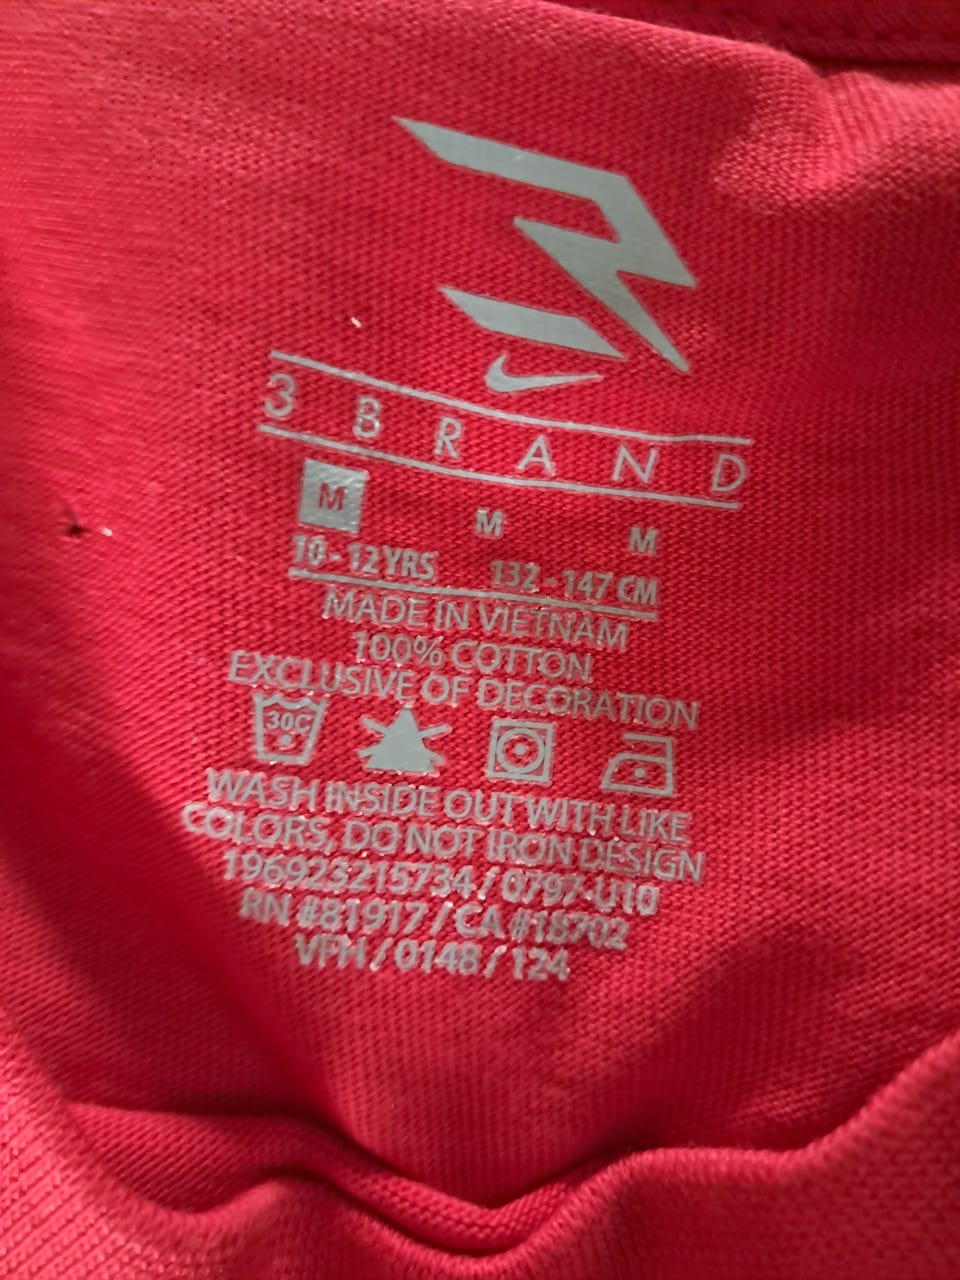 3 BRAND
M M M
10 - 12 YRS 132 - 147 CM
MADE IN VIETNAM
100% COTTON
EXCLUSIVE OF DECORATION
30C
WASH INSIDE OUT WITH LIKE
COLORS, DO NOT IRON DESIGN
196923215734 / 0797-U10
RN #81917 / CA #18702
VPH / 0148 / 124